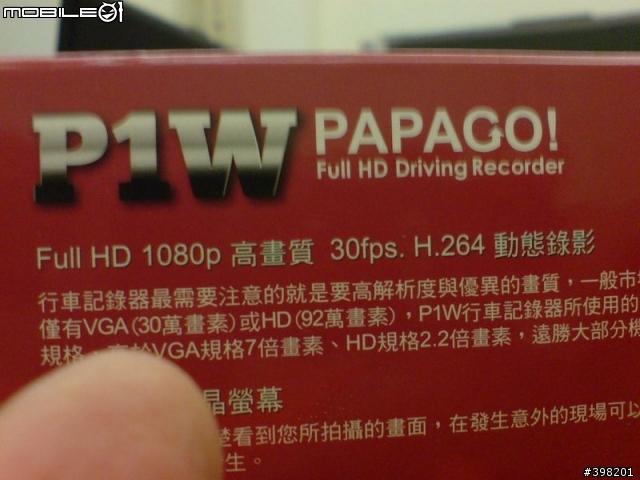 MOBILE01
P1W PAPAGO!
Full HD Driving Recorder
Full HD 1080p 高畫質 30fps. H.264 動態錄影
行車記錄器最需要注意的就是要高解析度與優異的畫質，一般市
僅有VGA(30萬畫素)或HD(92萬畫素)，P1W行車記錄器所使用的
規格，高於VGA規格7倍畫素、HD規格2.2倍畫素，遠勝大部分
晶螢幕
楚看到您所拍攝的畫面，在發生意外的現場可以
生。
#398201